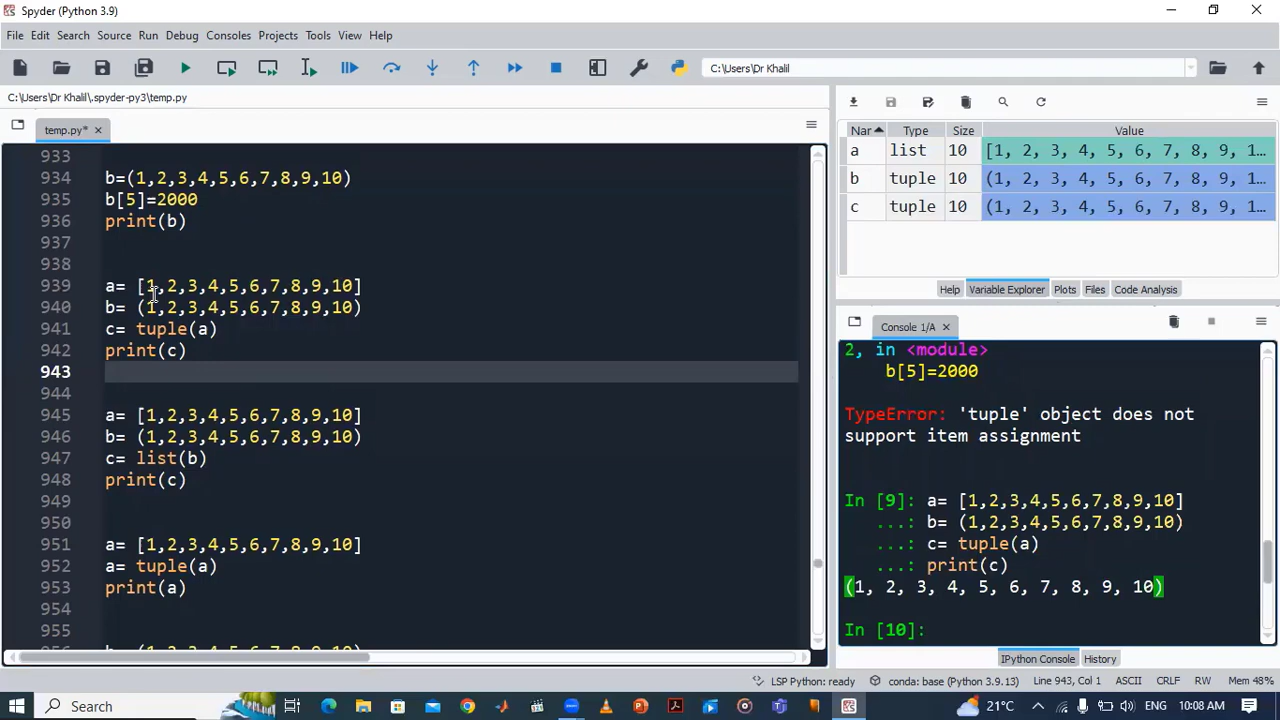 Spyder (Python 3.9)
File Edit Search Source Run Debug Consoles Projects Tools View Help
C:\Users\Dr Khalil
C:\Users\Dr Khalil\.spyder-py3\temp.py
temp.py*
933
934 b=(1,2,3,4,5,6,7,8,9,10)
935 b[5]=2000
936 print(b)
937
938
939 a= [1,2,3,4,5,6,7,8,9,10]
940 b= (1,2,3,4,5,6,7,8,9,10)
941 c= tuple(a)
942 print(c)
943
944
945 a= [1,2,3,4,5,6,7,8,9,10]
946 b= (1,2,3,4,5,6,7,8,9,10)
947 c= list(b)
948 print(c)
949
950
951 a= [1,2,3,4,5,6,7,8,9,10]
952 a= tuple(a)
953 print(a)
954
955
956 b= (1,2,3,4,5,6,7,8,9,10)
Nar Type Size Value
a list 10 [1, 2, 3, 4, 5, 6, 7, 8, 9, 1...
b tuple 10 (1, 2, 3, 4, 5, 6, 7, 8, 9, 1...
c tuple 10 (1, 2, 3, 4, 5, 6, 7, 8, 9, 1...
Help Variable Explorer Plots Files Code Analysis
Console 1/A
2, in <module>
b[5]=2000
TypeError: 'tuple' object does not
support item assignment
In [9]: a= [1,2,3,4,5,6,7,8,9,10]
...: b= (1,2,3,4,5,6,7,8,9,10)
...: c= tuple(a)
...: print(c)
(1, 2, 3, 4, 5, 6, 7, 8, 9, 10)
In [10]:
IPython Console History
LSP Python: ready conda: base (Python 3.9.13) Line 943, Col 1 ASCII CRLF RW Mem 48%
Search 21°C ENG 10:08 AM